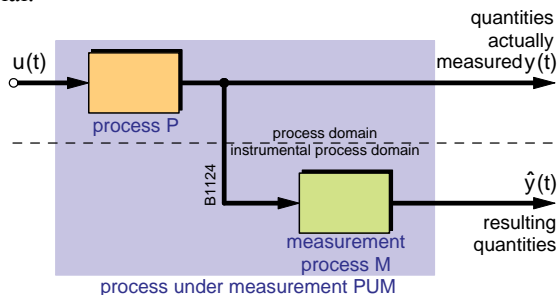 quantities
actually
measured y(t)
u(t)
process P
process domain
instrumental process domain
B1124
ŷ(t)
measurement
process M
resulting
quantities
process under measurement PUM